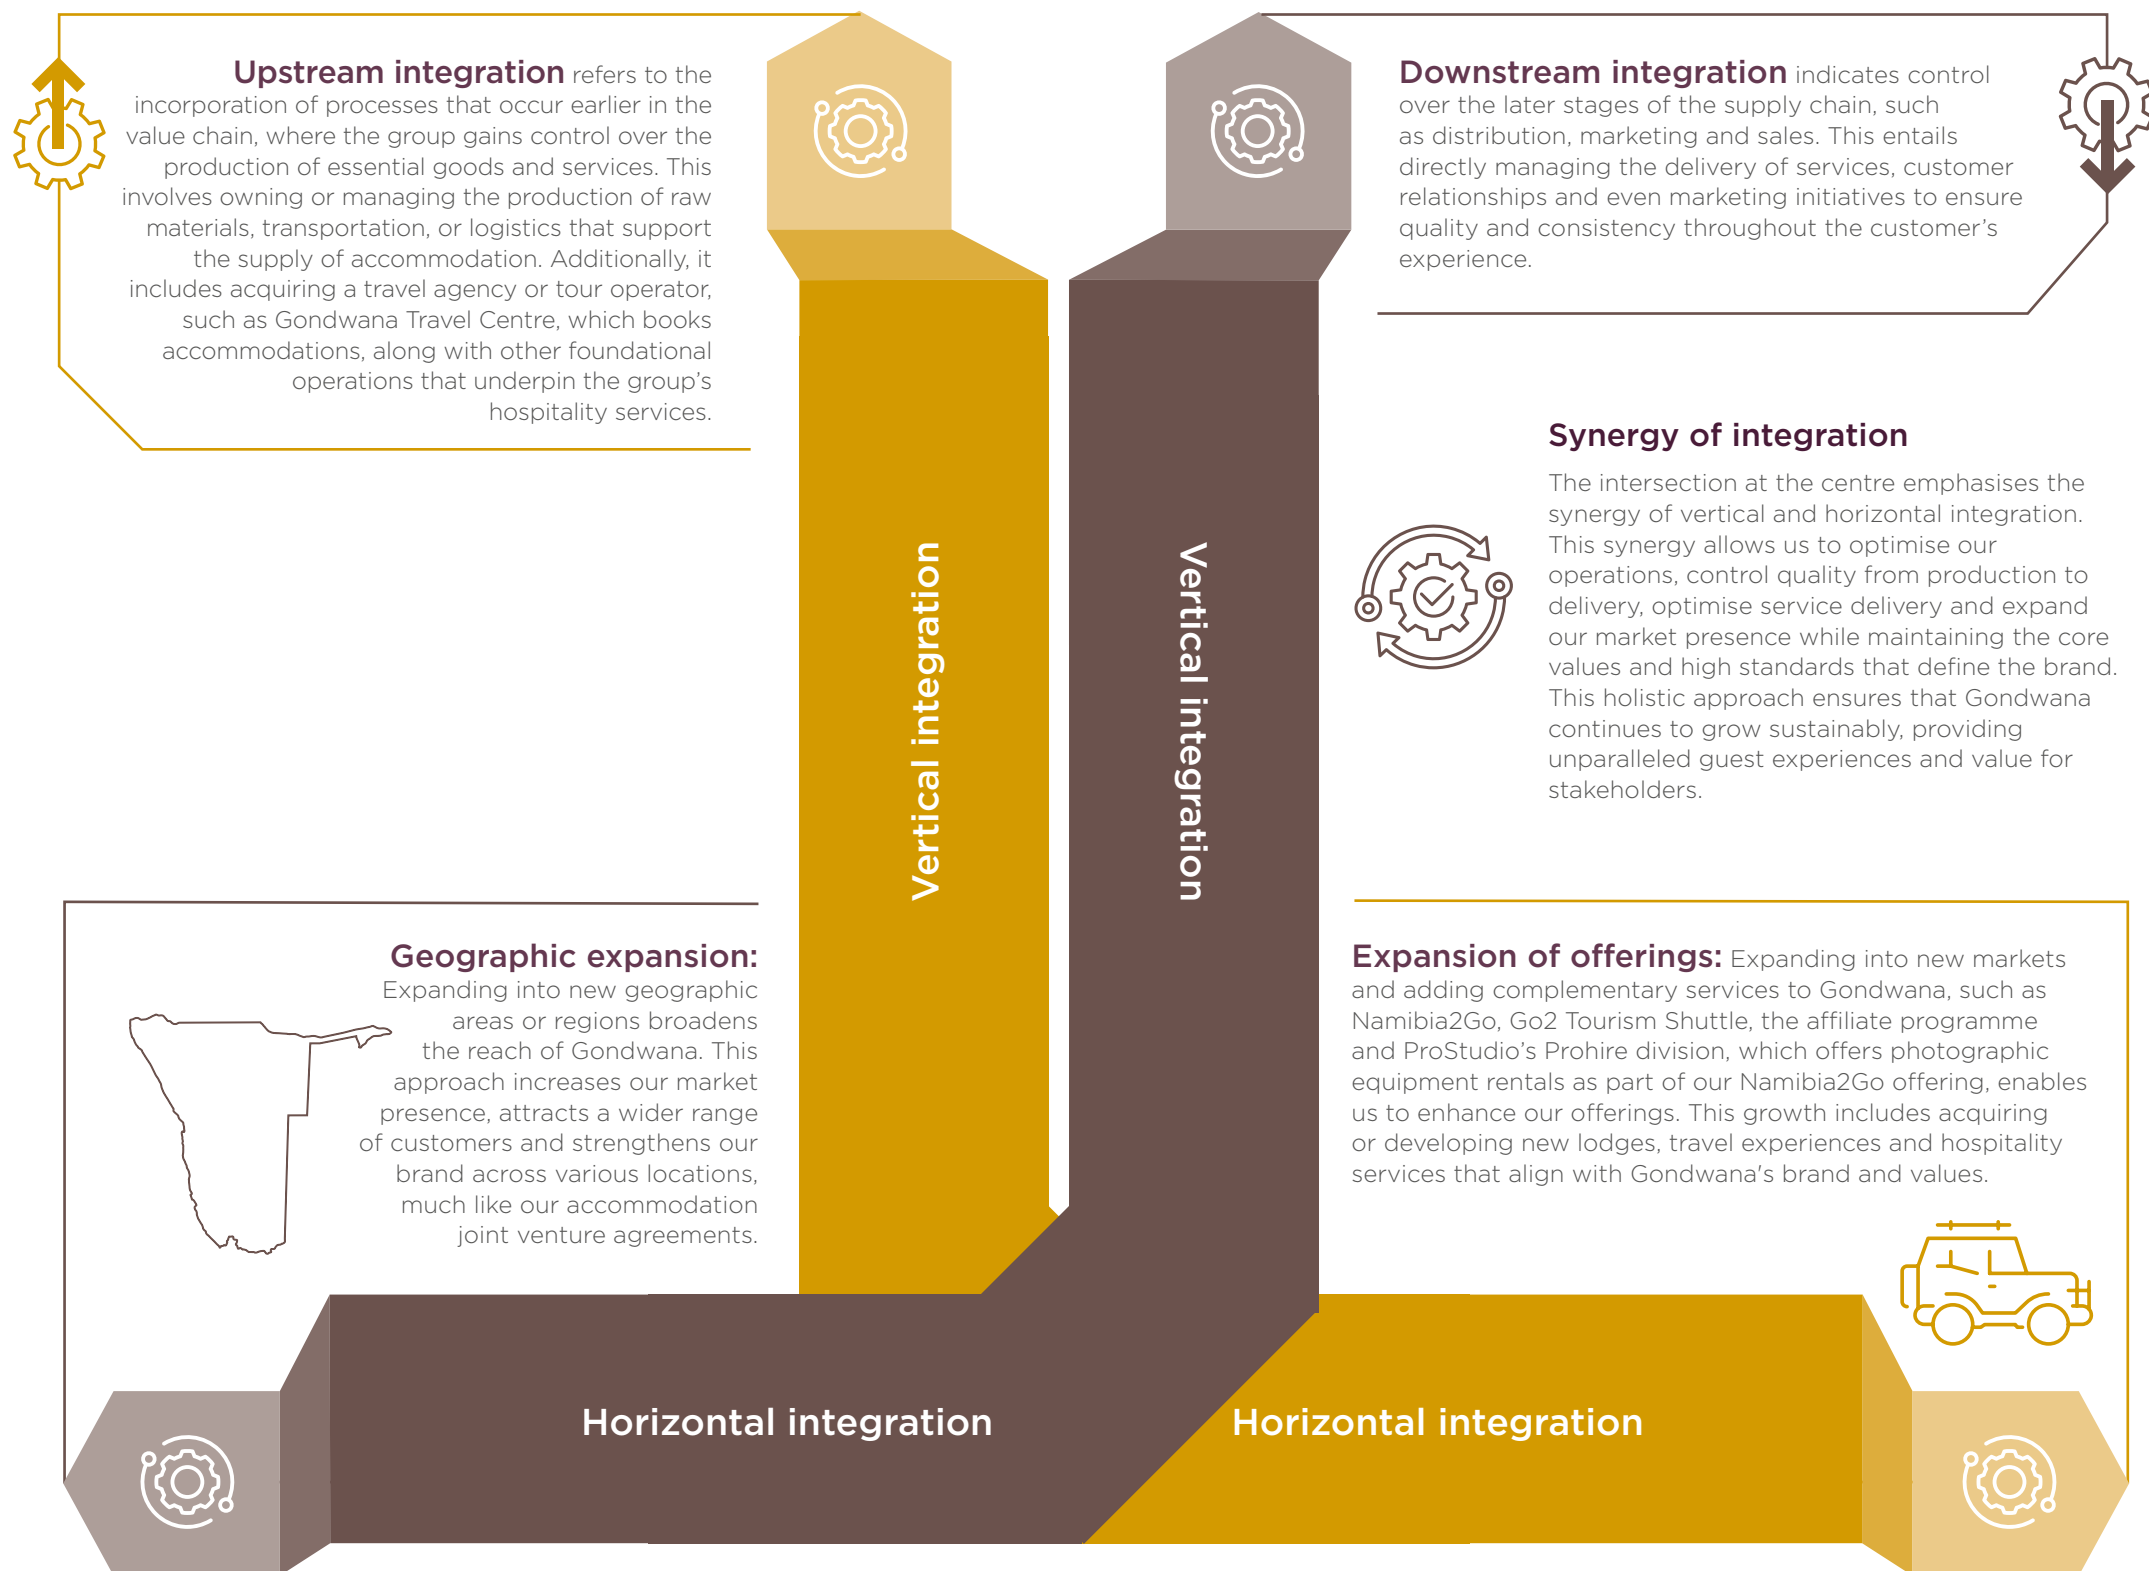 Upstream integration refers to the
incorporation of processes that occur earlier in the
value chain, where the group gains control over the
production of essential goods and services. This
involves owning or managing the production of raw
materials, transportation, or logistics that support
the supply of accommodation. Additionally, it
includes acquiring a travel agency or tour operator,
such as Gondwana Travel Centre, which books
accommodations, along with other foundational
operations that underpin the group’s
hospitality services.
Downstream integration indicates control
over the later stages of the supply chain, such
as distribution, marketing and sales. This entails
directly managing the delivery of services, customer
relationships and even marketing initiatives to ensure
quality and consistency throughout the customer’s
experience.
Synergy of integration
The intersection at the centre emphasises the
synergy of vertical and horizontal integration.
This synergy allows us to optimise our
operations, control quality from production to
delivery, optimise service delivery and expand
our market presence while maintaining the core
values and high standards that define the brand.
This holistic approach ensures that Gondwana
continues to grow sustainably, providing
unparalleled guest experiences and value for
stakeholders.
Vertical integration
Vertical integration
Geographic expansion:
Expanding into new geographic
areas or regions broadens
the reach of Gondwana. This
approach increases our market
presence, attracts a wider range
of customers and strengthens our
brand across various locations,
much like our accommodation
joint venture agreements.
Expansion of offerings: Expanding into new markets
and adding complementary services to Gondwana, such as
Namibia2Go, Go2 Tourism Shuttle, the affiliate programme
and ProStudio’s Prohire division, which offers photographic
equipment rentals as part of our Namibia2Go offering, enables
us to enhance our offerings. This growth includes acquiring
or developing new lodges, travel experiences and hospitality
services that align with Gondwana's brand and values.
Horizontal integration
Horizontal integration